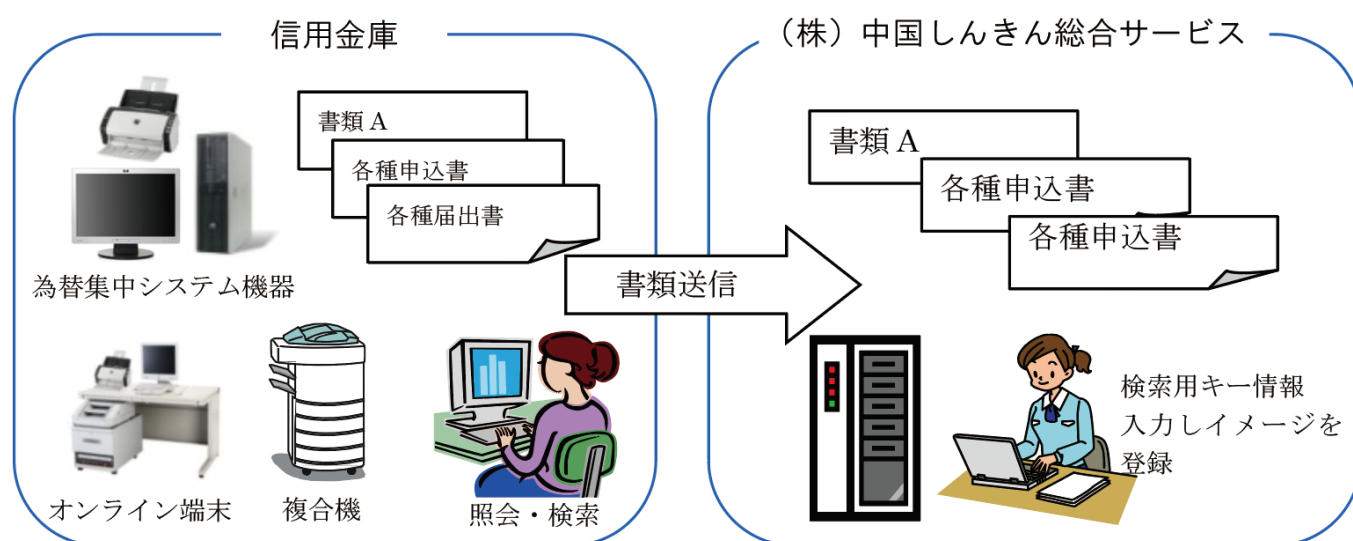 信用金庫
書類 A
各種申込書
各種届出書
為替集中システム機器
オンライン端末
複合機
照会・検索
書類送信
（株）中国しんきん総合サービス
書類 A
各種申込書
各種申込書
検索用キー情報
入力しイメージを
登録